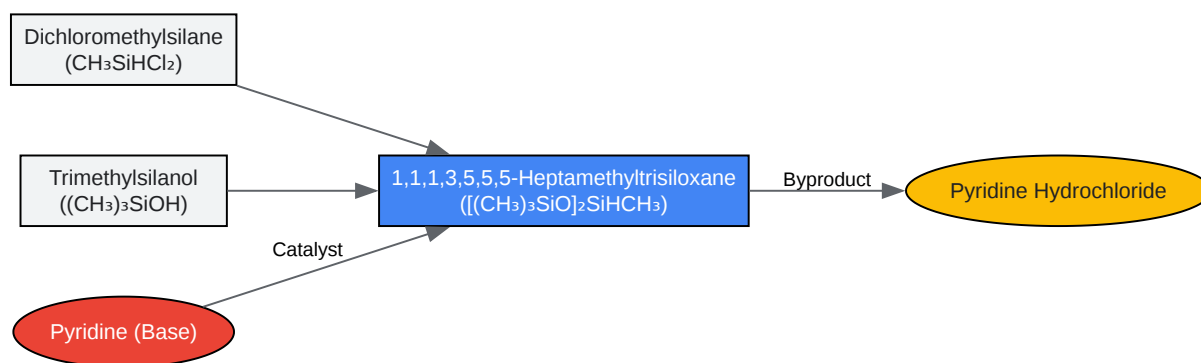 Dichloromethylsilane
(CH₃SiHCl₂)
Trimethylsilanol
((CH₃)₃SiOH)
Catalyst
Pyridine (Base)
1,1,1,3,5,5,5-Heptamethyltrisiloxane
([(CH₃)₃SiO]₂SiHCH₃)
Byproduct
Pyridine Hydrochloride